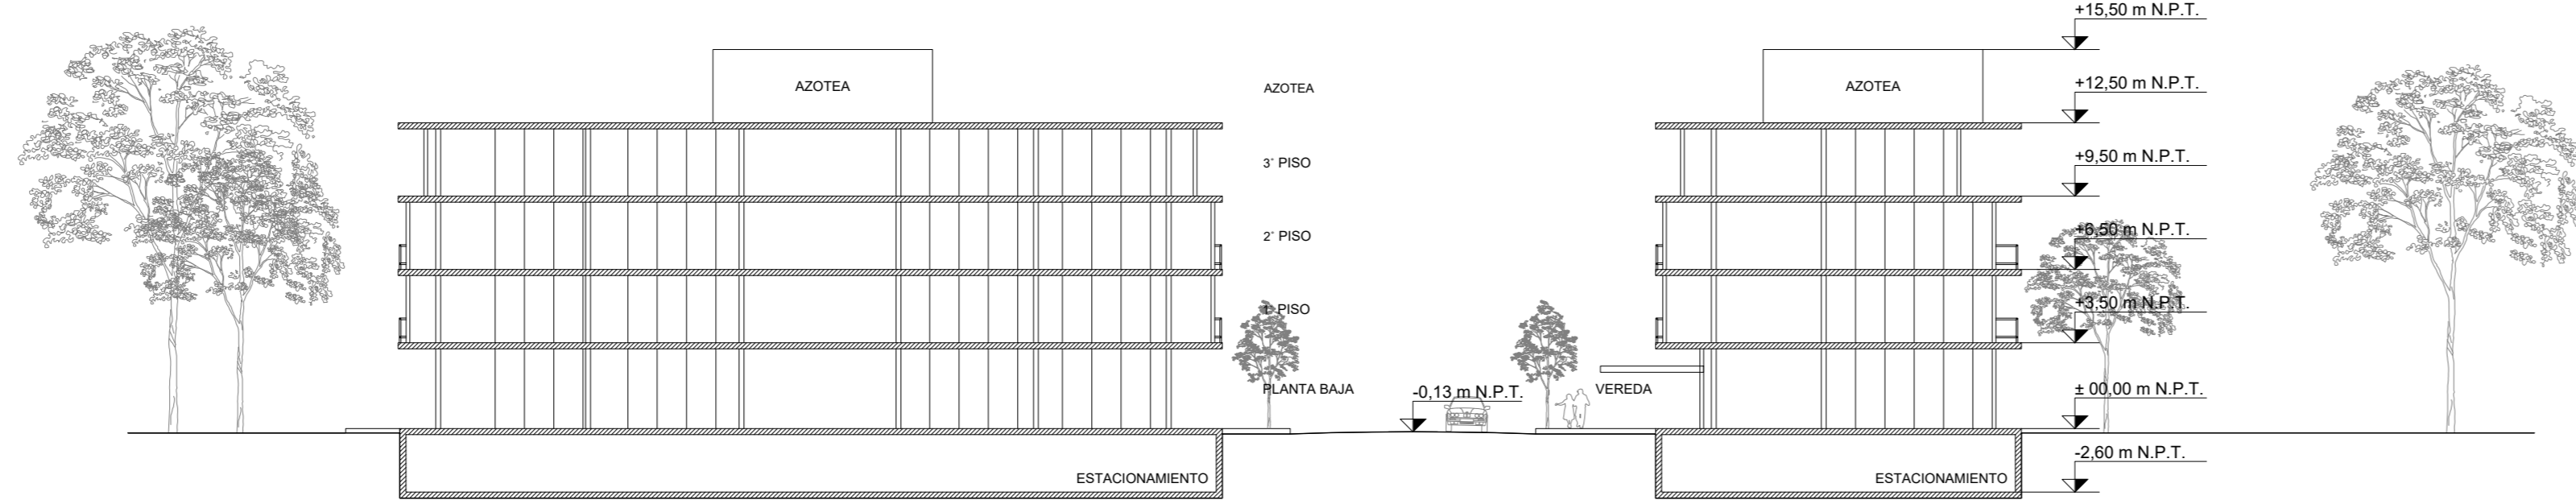 +15,50 m N.P.T.
AZOTEA
AZOTEA
AZOTEA
+12,50 m N.P.T.
3° PISO
+9,50 m N.P.T.
2° PISO
+6,50 m N.P.T.
1° PISO
+3,50 m N.P.T.
PLANTA BAJA
-0,13 m N.P.T.
VEREDA
± 00,00 m N.P.T.
ESTACIONAMIENTO
ESTACIONAMIENTO
-2,60 m N.P.T.